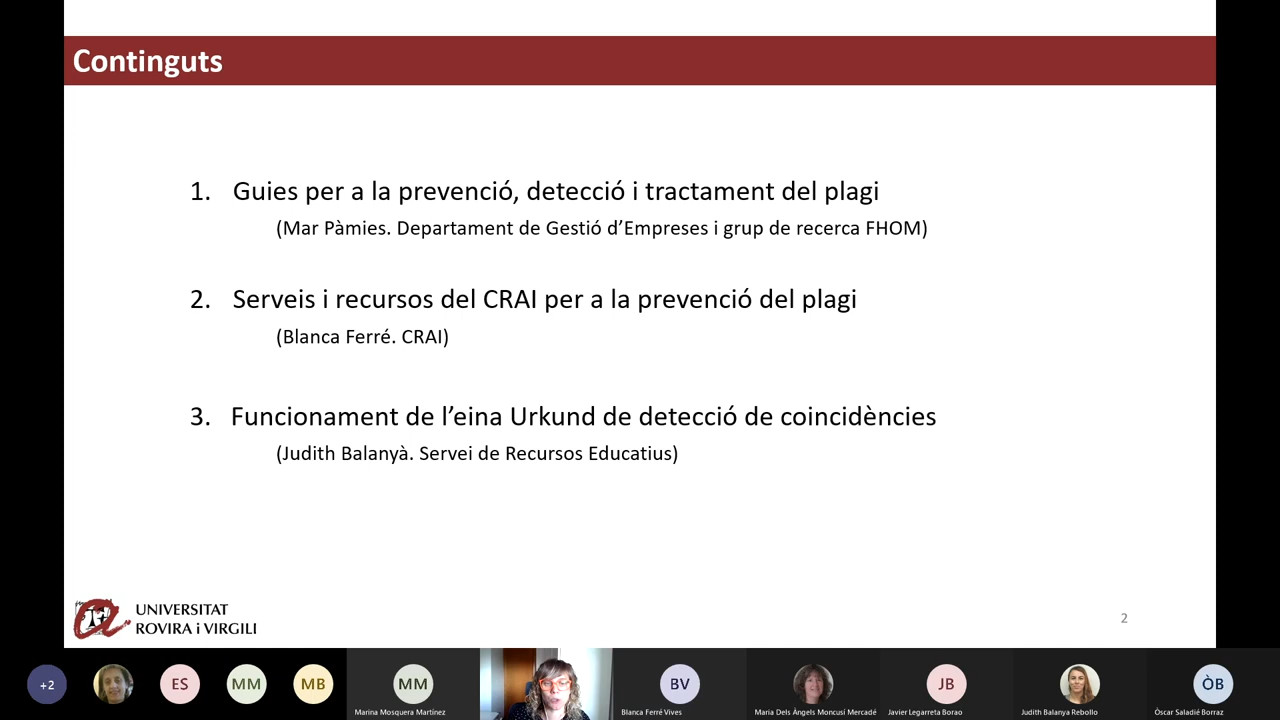 Continguts
1. Guies per a la prevenció, detecció i tractament del plagi
(Mar Pàmies. Departament de Gestió d’Empreses i grup de recerca FHOM)
2. Serveis i recursos del CRAI per a la prevenció del plagi
(Blanca Ferré. CRAI)
3. Funcionament de l’eina Urkund de detecció de coincidències
(Judith Balanyà. Servei de Recursos Educatius)
UNIVERSITAT
ROVIRA i VIRGILI
2
+2
ES
MM
MB
MM
BV
JB
ÒB
Marina Mosquera Martínez
Blanca Ferré Vives
Maria Dels Àngels Moncusí Mercadé
Javier Legarreta Borao
Judith Balanya Rebollo
Òscar Saladié Borraz